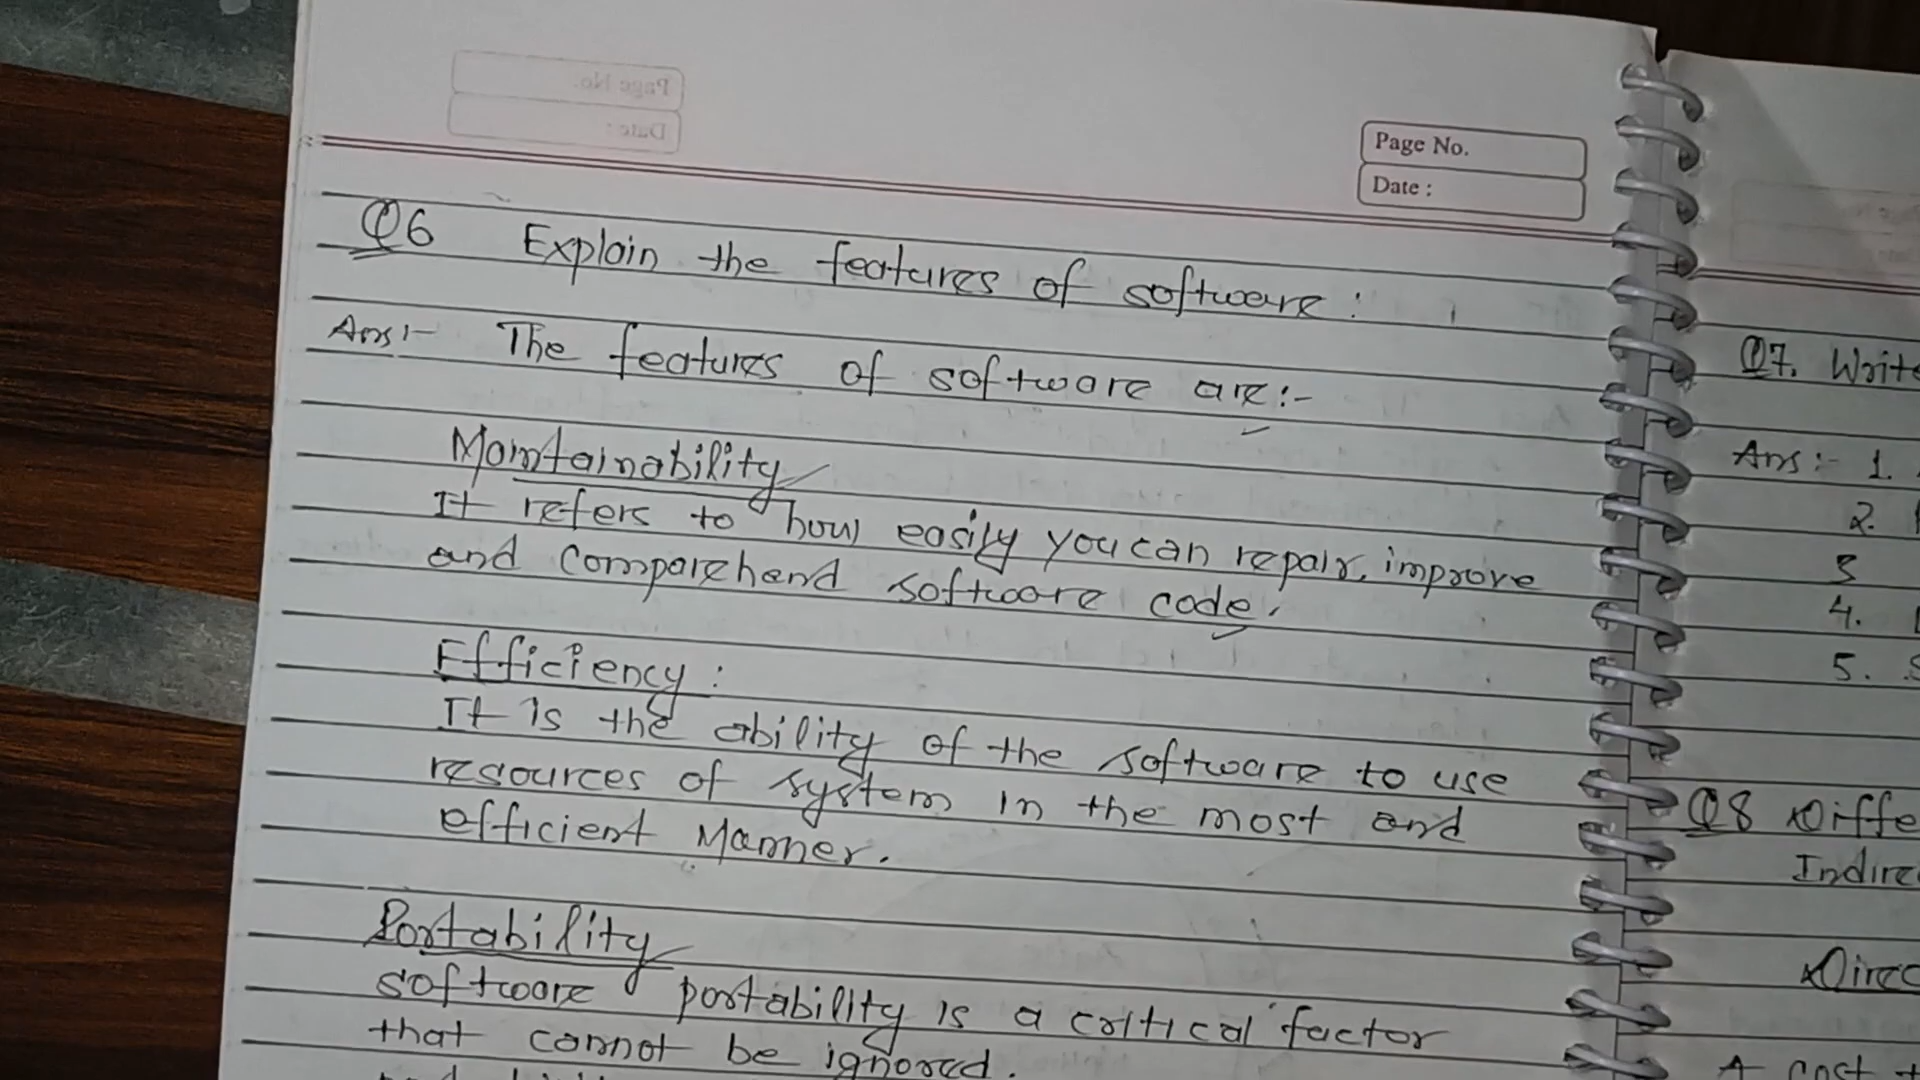 Page No.
Date :
Q6 Explain the features of software :
Ans :- The features of software are :-
Maintainability
It refers to how easily you can repair, improve
and comparehend software code.
Efficiency :
It is the ability of the software to use
resources of system in the most and
efficient Manner.
Portability
software portability is a critical factor
that cannot be ignored.
Q7. Write
Ans :- 1.
2.
3
4.
5.
Q8 Diffe
Indire
Direc
A cost